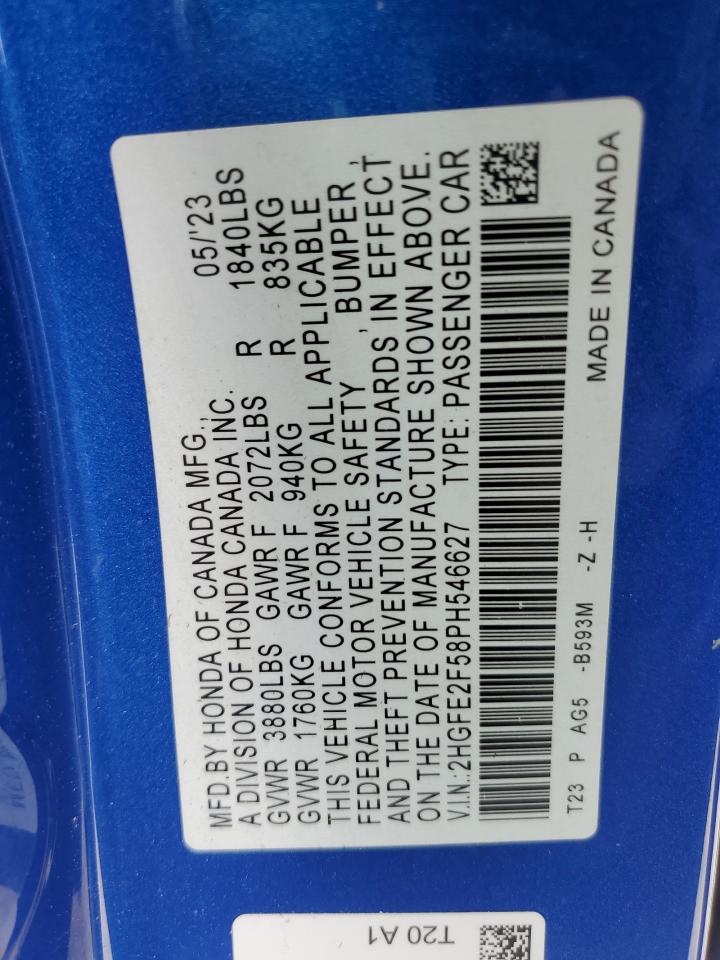 MFD.BY HONDA OF CANADA MFG., 05/'23
A DIVISION OF HONDA CANADA INC.
GVWR 3880LBS GAWR F 2072LBS R 1840LBS
GVWR 1760KG GAWR F 940KG R 835KG
THIS VEHICLE CONFORMS TO ALL APPLICABLE
FEDERAL MOTOR VEHICLE SAFETY , BUMPER ,
AND THEFT PREVENTION STANDARDS IN EFFECT
ON THE DATE OF MANUFACTURE SHOWN ABOVE.
V.I.N.:2HGFE2F58PH546627 TYPE: PASSENGER CAR
T23 P AG5 -B593M -Z -H MADE IN CANADA
T20 A1